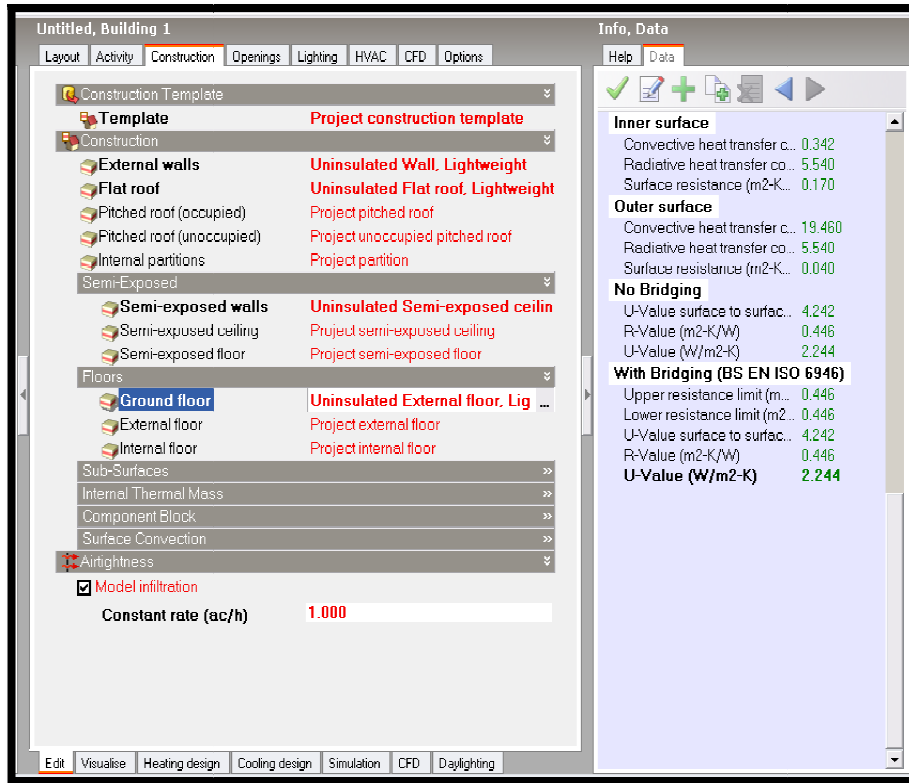 Untitled, Building 1
Layout Activity Construction Openings Lighting HVAC CFD Options
Construction Template
Template Project construction template
Construction
External walls Uninsulated Wall, Lightweight
Flat roof Uninsulated Flat roof, Lightweight
Pitched roof (occupied) Project pitched roof
Pitched roof (unoccupied) Project unoccupied pitched roof
Internal partitions Project partition
Semi-Exposed
Semi-exposed walls Uninsulated Semi-exposed ceilin
Semi-exposed ceiling Project semi-exposed ceiling
Semi-exposed floor Project semi-exposed floor
Floors
Ground floor Uninsulated External floor, Lig ...
External floor Project external floor
Internal floor Project internal floor
Sub-Surfaces
Internal Thermal Mass
Component Block
Surface Convection
Airtightness
Model infiltration
Constant rate (ac/h) 1.000
Edit Visualise Heating design Cooling design Simulation CFD Daylighting
Info, Data
Help Data
Inner surface
Convective heat transfer c... 0.342
Radiative heat transfer co... 5.540
Surface resistance (m2-K... 0.170
Outer surface
Convective heat transfer c... 19.460
Radiative heat transfer co... 5.540
Surface resistance (m2-K... 0.040
No Bridging
U-Value surface to surfac... 4.242
R-Value (m2-K/W) 0.446
U-Value (W/m2-K) 2.244
With Bridging (BS EN ISO 6946)
Upper resistance limit (m... 0.446
Lower resistance limit (m2... 0.446
U-Value surface to surfac... 4.242
R-Value (m2-K/W) 0.446
U-Value (W/m2-K) 2.244